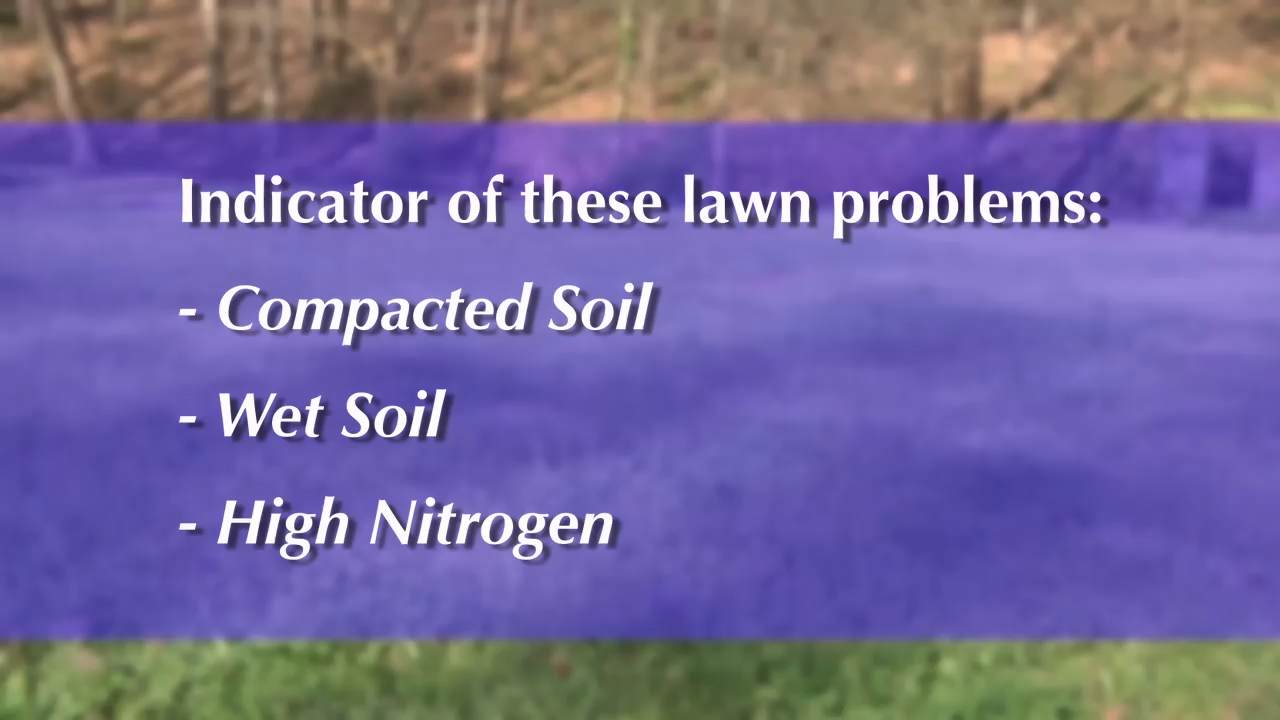 Indicator of these lawn problems:
- Compacted Soil
- Wet Soil
- High Nitrogen